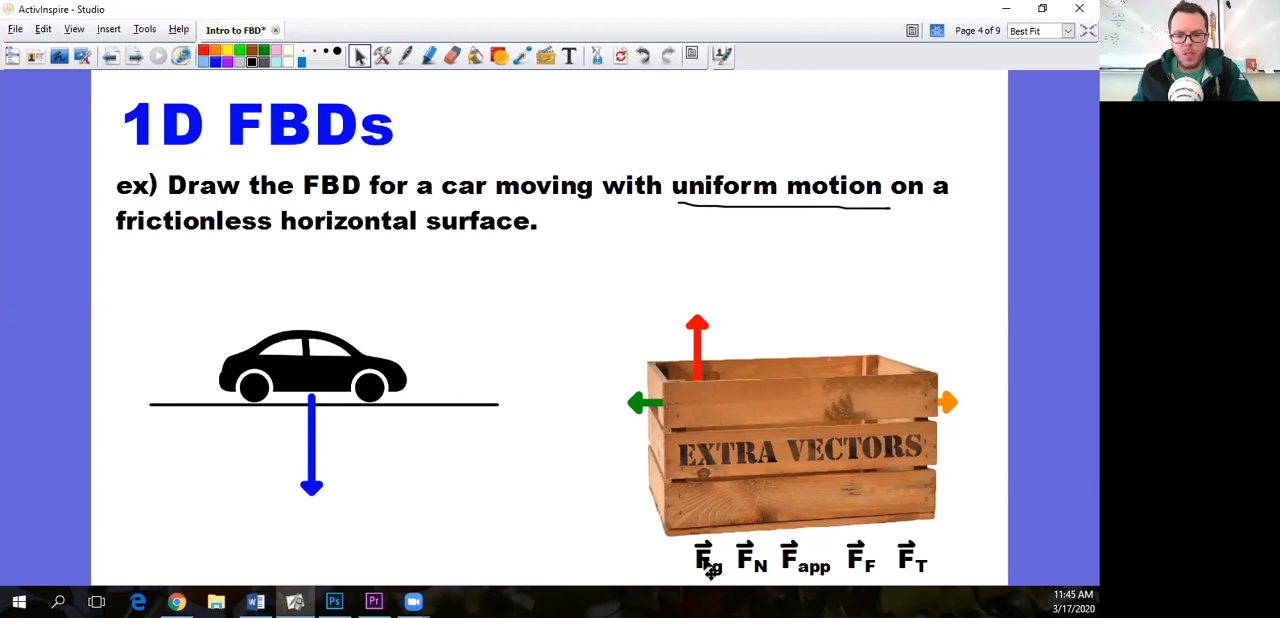 ActivInspire - Studio
File Edit View Insert Tools Help Intro to FBD* Page 4 of 9 Best Fit
T
1D FBDs
ex) Draw the FBD for a car moving with uniform motion on a
frictionless horizontal surface.
EXTRA VECTORS
F⃗g F⃗N F⃗app F⃗F F⃗T
W Ps Pr
11:45 AM
3/17/2020